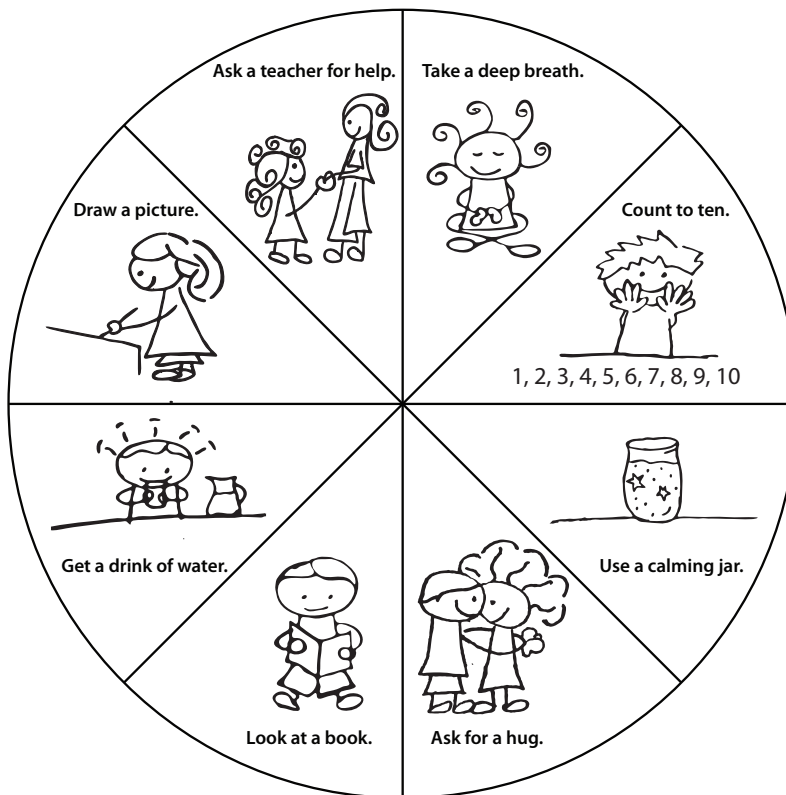 Ask a teacher for help.
Take a deep breath.
Draw a picture.
Count to ten.
1, 2, 3, 4, 5, 6, 7, 8, 9, 10
Get a drink of water.
Use a calming jar.
Look at a book.
Ask for a hug.